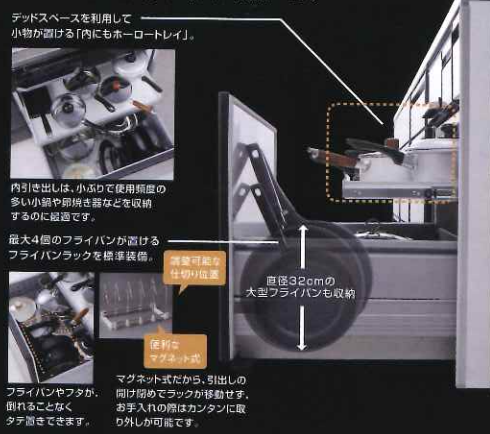 デッドスペースを利用して
小物が置ける「内にもホーロートレイ」。
内引き出しは、小ぶりで使用頻度の
多い小鍋や卵焼き器などを収納
するのに最適です。
最大4個のフライパンが置ける
フライパンラックを標準装備。
調整可能な
仕切り位置
直径32cmの
大型フライパンも収納
便利な
マグネット式
フライパンやフタが、
倒れることなく
タテ置きできます。
マグネット式だから、引出しの
開け閉めでラックが移動せず、
お手入れの際はカンタンに取
り外しが可能です。